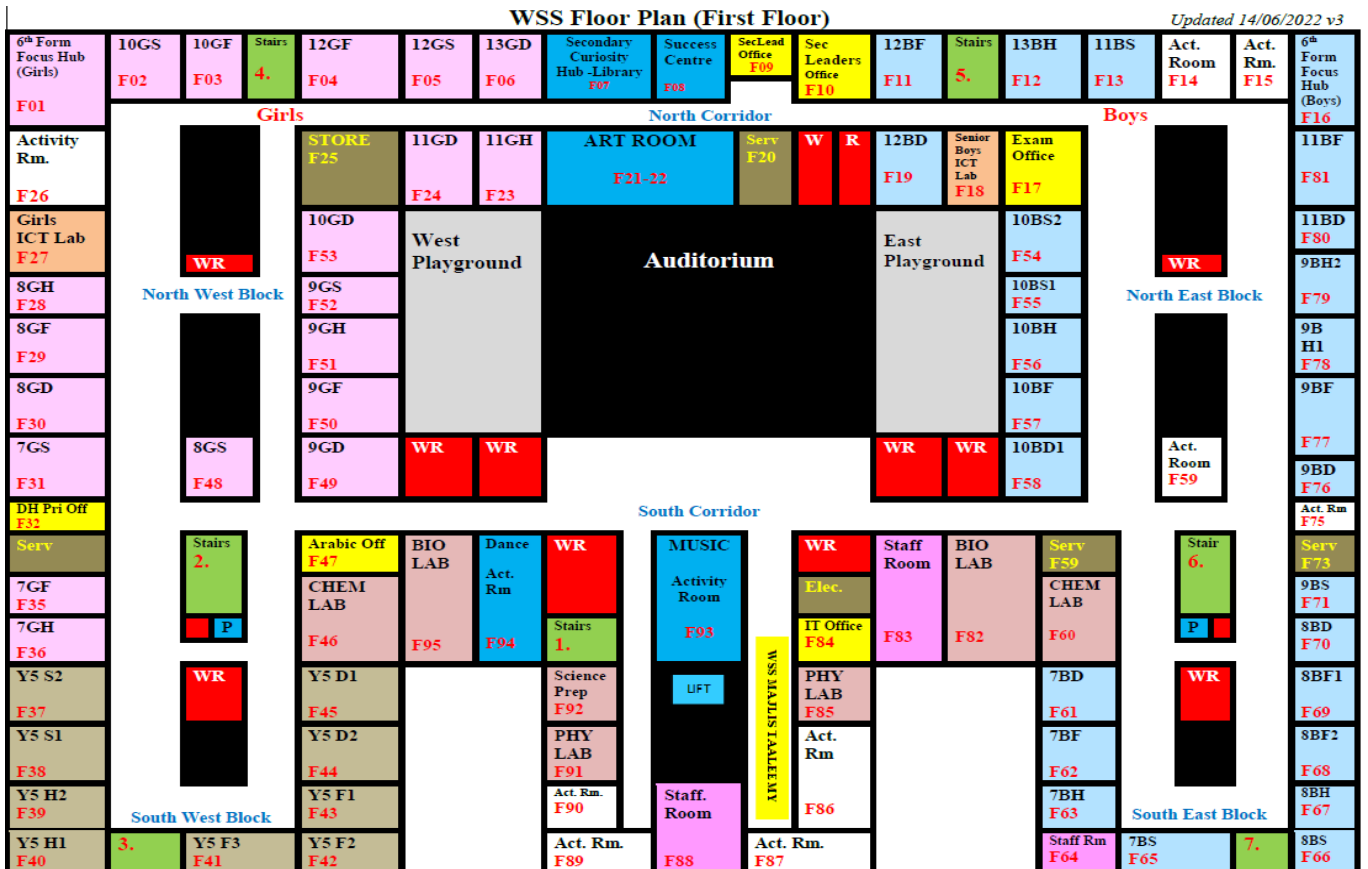 WSS Floor Plan (First Floor)
Updated 14/06/2022 v3
6th Form
Focus Hub
(Girls)
F01
10GS
F02
10GF
F03
Stairs
4.
12GF
F04
12GS
F05
13GD
F06
Secondary
Curiosity
Hub -Library
F07
Success
Centre
F08
SecLead
Office
F09
Sec
Leaders
Office
F10
12BF
F11
Stairs
5.
13BH
F12
11BS
F13
Act.
Room
F14
Act.
Rm.
F15
6th
Form
Focus
Hub
(Boys)
F16
Girls
North Corridor
Boys
Activity
Rm.
F26
STORE
F25
11GD
F24
11GH
F23
ART ROOM
F21-22
Serv
F20
W
R
12BD
F19
Senior
Boys
ICT
Lab
F18
Exam
Office
F17
11BF
F81
Girls
ICT Lab
F27
WR
10GD
F53
West
Playground
Auditorium
East
Playground
10BS2
F54
WR
11BD
F80
9BH2
F79
8GH
F28
North West Block
9GS
F52
10BS1
F55
North East Block
8GF
F29
9GH
F51
10BH
F56
9B
H1
F78
8GD
F30
9GF
F50
10BF
F57
9BF
F77
7GS
F31
8GS
F48
9GD
F49
WR
WR
WR
WR
10BD1
F58
Act.
Room
F59
9BD
F76
DH Pri Off
F32
South Corridor
Act. Rm
F75
Serv
Stairs
2.
Arabic Off
F47
BIO
LAB
F95
Dance
Act.
Rm
F94
WR
MUSIC
Activity
Room
F93
WR
Staff
Room
F83
BIO
LAB
F82
Serv
F59
Stair
6.
Serv
F73
7GF
F35
CHEM
LAB
F46
Elec.
CHEM
LAB
F60
9BS
F71
7GH
F36
P
Stairs
1.
IT Office
F84
P
8BD
F70
Y5 S2
F37
WR
Y5 D1
F45
Science
Prep
F92
LIFT
WSS MAJLIS TAALEEMY
PHY
LAB
F85
7BD
F61
WR
8BF1
F69
Y5 S1
F38
Y5 D2
F44
PHY
LAB
F91
Act.
Rm
F86
7BF
F62
8BF2
F68
Y5 H2
F39
South West Block
Y5 F1
F43
Act. Rm.
F90
Staff.
Room
F88
7BH
F63
South East Block
8BH
F67
Y5 H1
F40
3.
Y5 F3
F41
Y5 F2
F42
Act. Rm.
F89
Act. Rm.
F87
Staff Rm
F64
7BS
F65
7.
8BS
F66